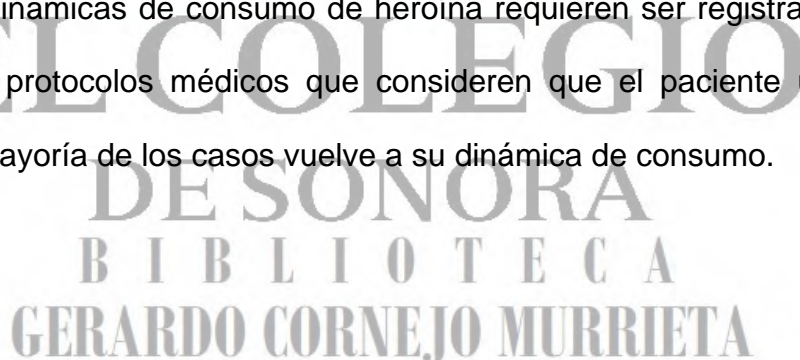 inámicas de consumo de heroína requieren ser registra
EL COLEGIO
protocolos médicos que consideren que el paciente
ayoría de los casos vuelve a su dinámica de consumo.
DE SONORA
BIBLIOTECA
GERARDO CORNEJO MURRIETA